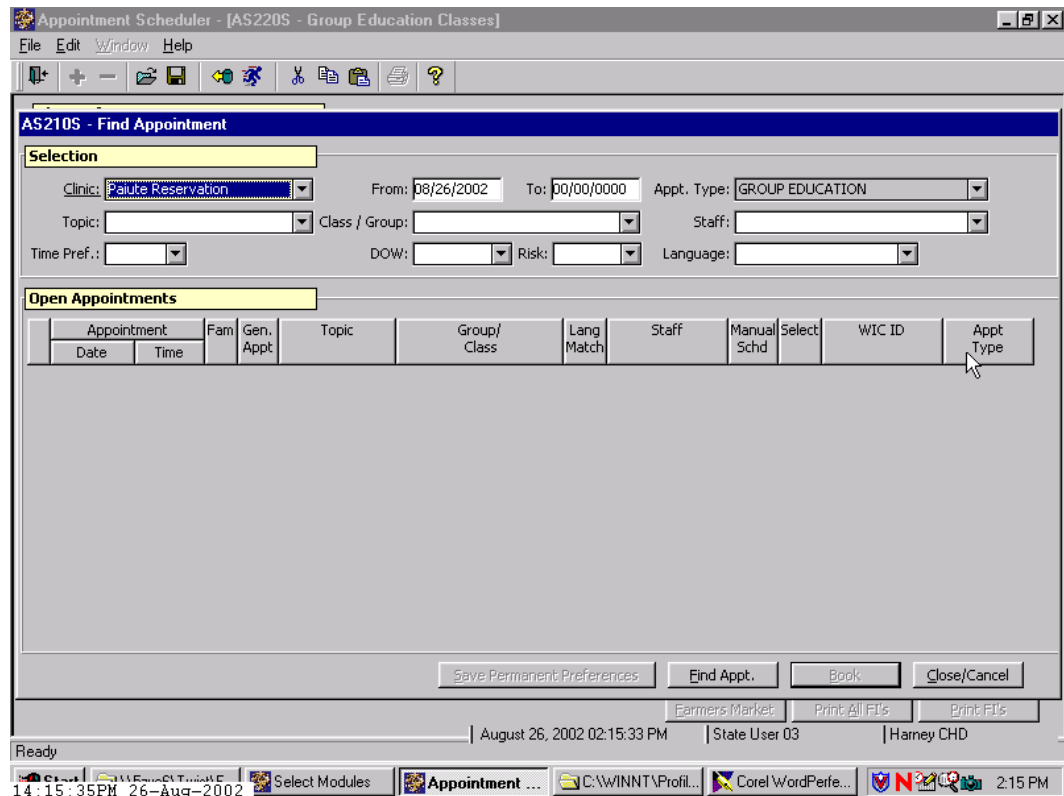 Appointment Scheduler - [AS220S - Group Education Classes]
File Edit Window Help
AS210S - Find Appointment
Selection
Clinic: Paiute Reservation From: 08/26/2002 To: 00/00/0000 Appt. Type: GROUP EDUCATION
Topic: Class / Group: Staff:
Time Pref.: DOW: Risk: Language:
Open Appointments
Appointment Fam Gen. Topic Group/ Lang Staff Manual Select WIC ID Appt
Date Time Appt Class Match Schd Type
Save Permanent Preferences Find Appt. Book Close/Cancel
Farmers Market Print All FI's Print FI's
August 26, 2002 02:15:33 PM State User 03 Harney CHD
Ready
Start Select Modules Appointment ... C:\WINNT\Profil... Corel WordPerfe... 2:15 PM
14:15:35PM 26-Aug-2002